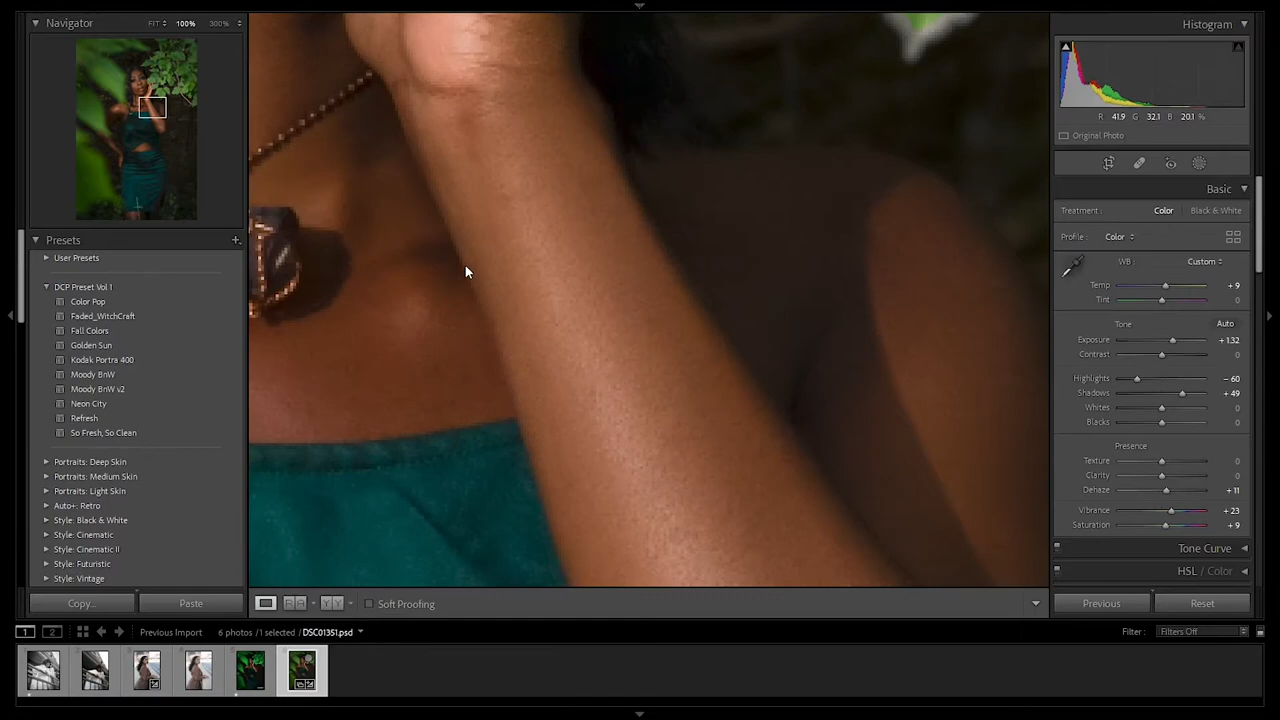 Navigator
FIT
100%
300%
Histogram
R 41.9 G 32.1 B 20.1 %
Original Photo
Basic
Treatment: Color Black & White
Profile: Color
WB: Custom
Temp + 9
Tint 0
Tone Auto
Exposure + 1.32
Contrast 0
Highlights – 60
Shadows + 49
Whites 0
Blacks 0
Presence
Texture 0
Clarity 0
Dehaze + 11
Vibrance + 23
Saturation + 9
Tone Curve
HSL / Color
Previous Reset
Presets
User Presets
DCP Preset Vol 1
Color Pop
Faded_WitchCraft
Fall Colors
Golden Sun
Kodak Portra 400
Moody BnW
Moody BnW v2
Neon City
Refresh
So Fresh, So Clean
Portraits: Deep Skin
Portraits: Medium Skin
Portraits: Light Skin
Auto+: Retro
Style: Black & White
Style: Cinematic
Style: Cinematic II
Style: Futuristic
Style: Vintage
Copy... Paste
Soft Proofing
1 2 Previous Import 6 photos / 1 selected / DSC01351.psd
Filter: Filters Off